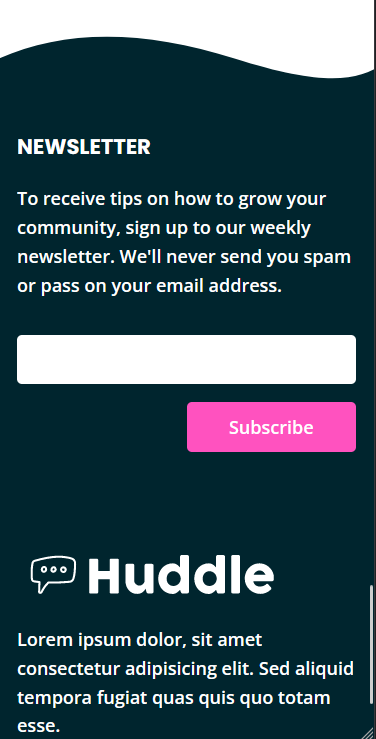 NEWSLETTER
To receive tips on how to grow your
community, sign up to our weekly
newsletter. We'll never send you spam
or pass on your email address.
Subscribe
Huddle
Lorem ipsum dolor, sit amet
consectetur adipisicing elit. Sed aliquid
tempora fugiat quas quis quo totam
esse.